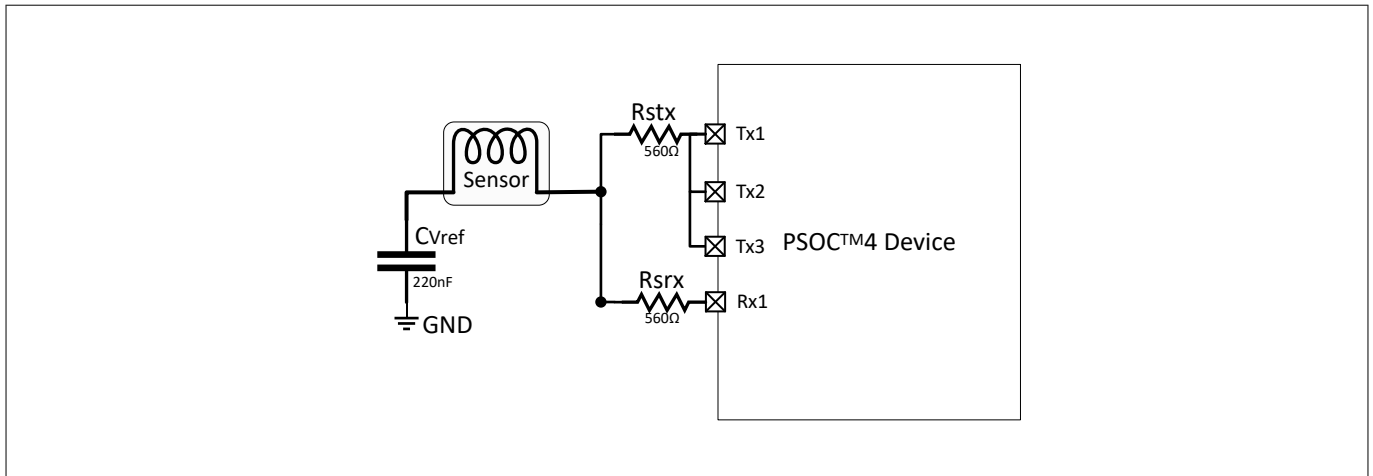 Rstx
560Ω
Tx1
Sensor
Tx2
CVref
220nF
Tx3
PSOC™4 Device
Rsrx
560Ω
Rx1
GND